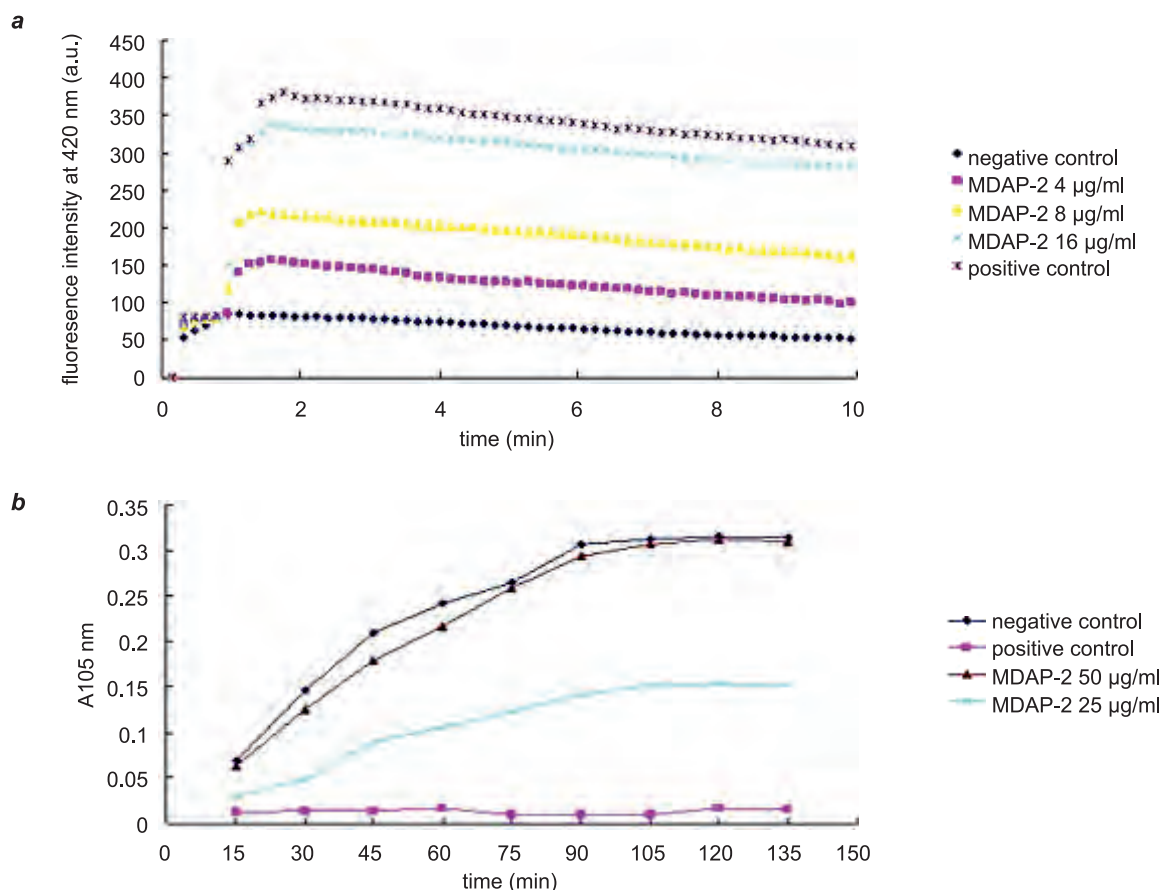 a
fluoresence intensity at 420 nm (a.u.)
450
400
350
300
250
200
150
100
50
0
0 2 4 6 8 10
time (min)
negative control
MDAP-2 4 µg/ml
MDAP-2 8 µg/ml
MDAP-2 16 µg/ml
positive control
b
A105 nm
0.35
0.3
0.25
0.2
0.15
0.1
0.05
0
0 15 30 45 60 75 90 105 120 135 150
time (min)
negative control
positive control
MDAP-2 50 µg/ml
MDAP-2 25 µg/ml